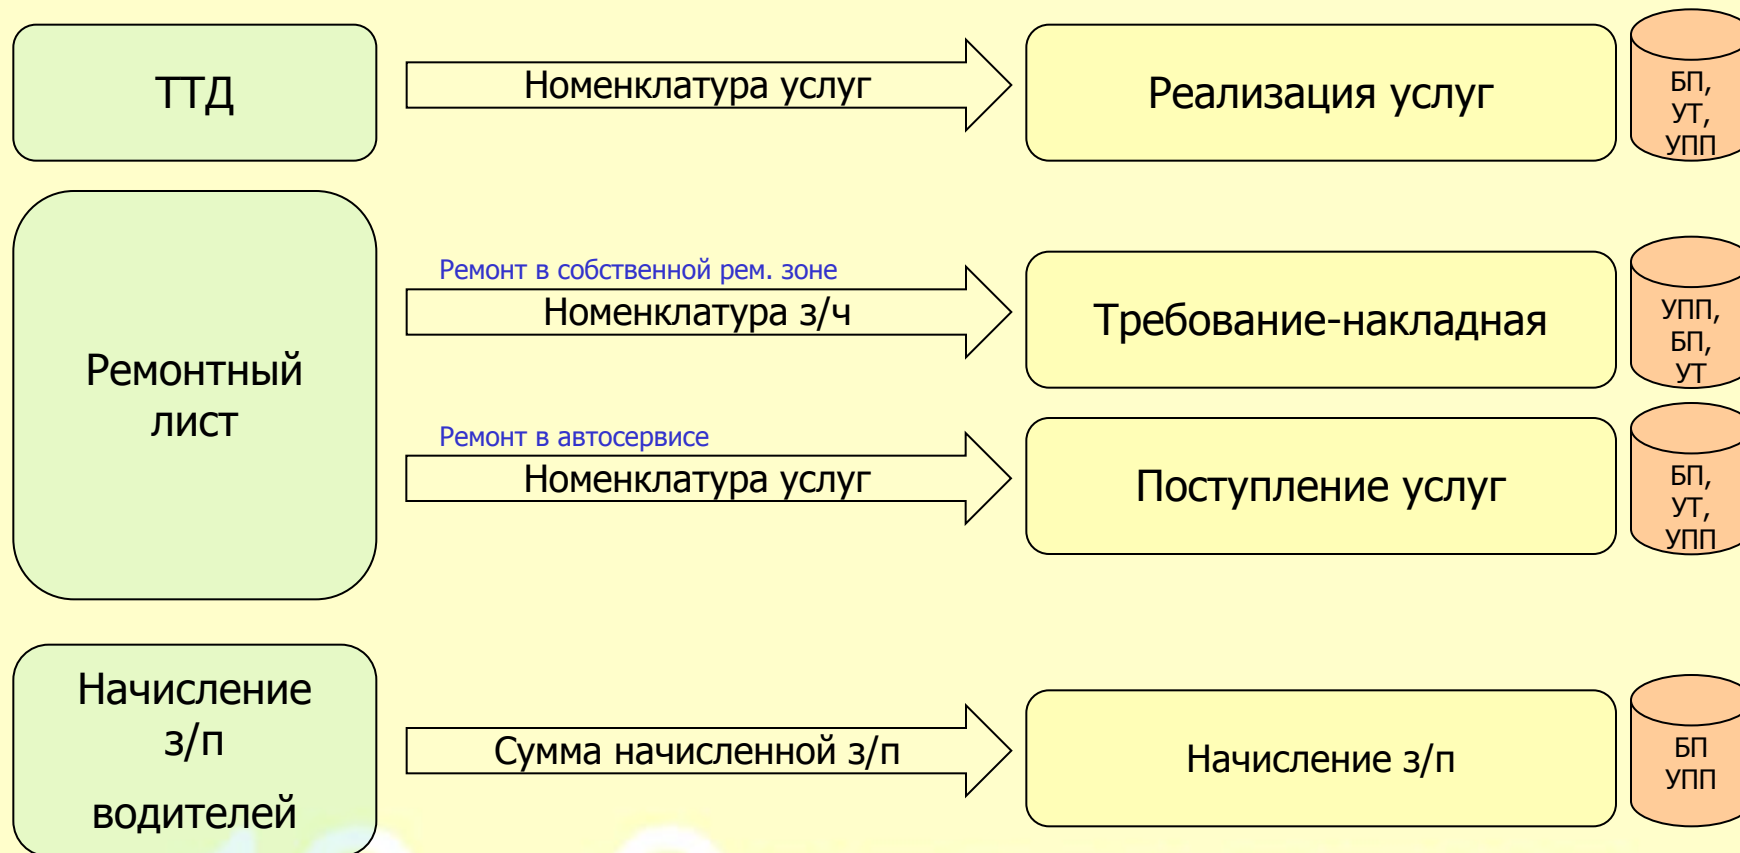 ТТД
Номенклатура услуг
Реализация услуг
БП,
УТ,
УПП
Ремонтный
лист
Ремонт в собственной рем. зоне
Номенклатура з/ч
Требование-накладная
УПП,
БП,
УТ
Ремонт в автосервисе
Номенклатура услуг
Поступление услуг
БП,
УТ,
УПП
Начисление
з/п
водителей
Сумма начисленной з/п
Начисление з/п
БП
УПП